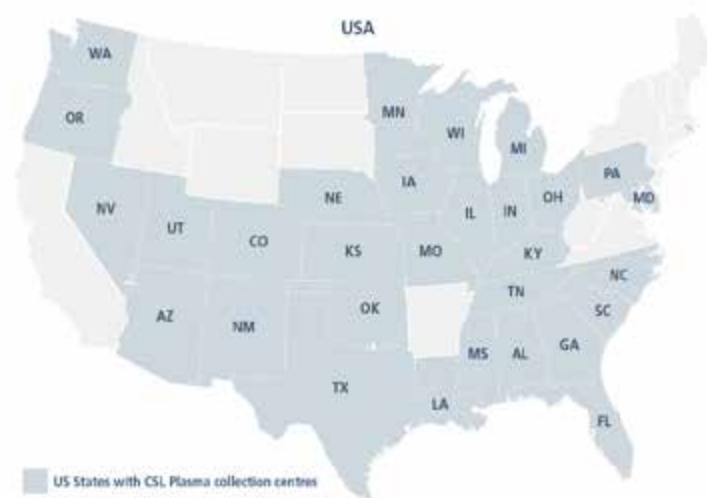 USA
WA
OR
MN
WI
MI
PA
MD
IA
NE
OH
NV
UT
CO
IL
IN
KS
MO
KY
NC
TN
SC
AZ
NM
OK
MS
AL
GA
TX
LA
FL
US States with CSL Plasma collection centres